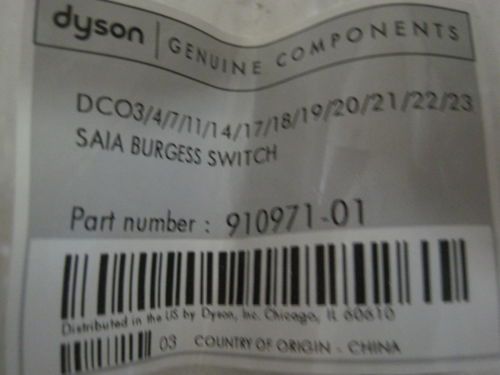 dyson | GENUINE COMPONENTS
DC03/4/7/11/14/17/18/19/20/21/22/23
SAIA BURGESS SWITCH
Part number : 910971-01
Distributed in the US by Dyson, Inc. Chicago, IL 60610
03 COUNTRY OF ORIGIN - CHINA